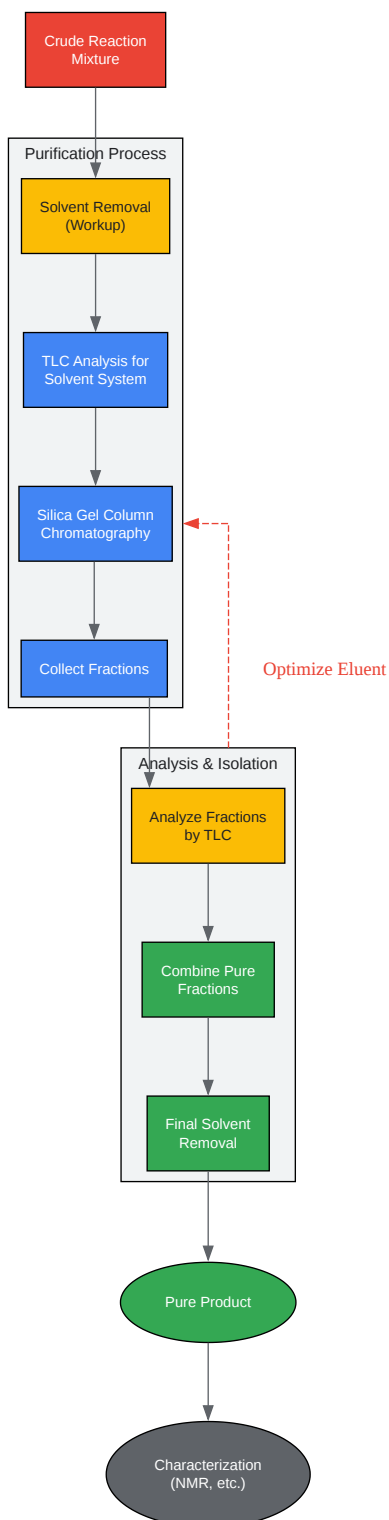 Crude Reaction
Mixture
Purification Process
Solvent Removal
(Workup)
TLC Analysis for
Solvent System
Silica Gel Column
Chromatography
Collect Fractions
Optimize Eluent
Analysis & Isolation
Analyze Fractions
by TLC
Combine Pure
Fractions
Final Solvent
Removal
Pure Product
Characterization
(NMR, etc.)